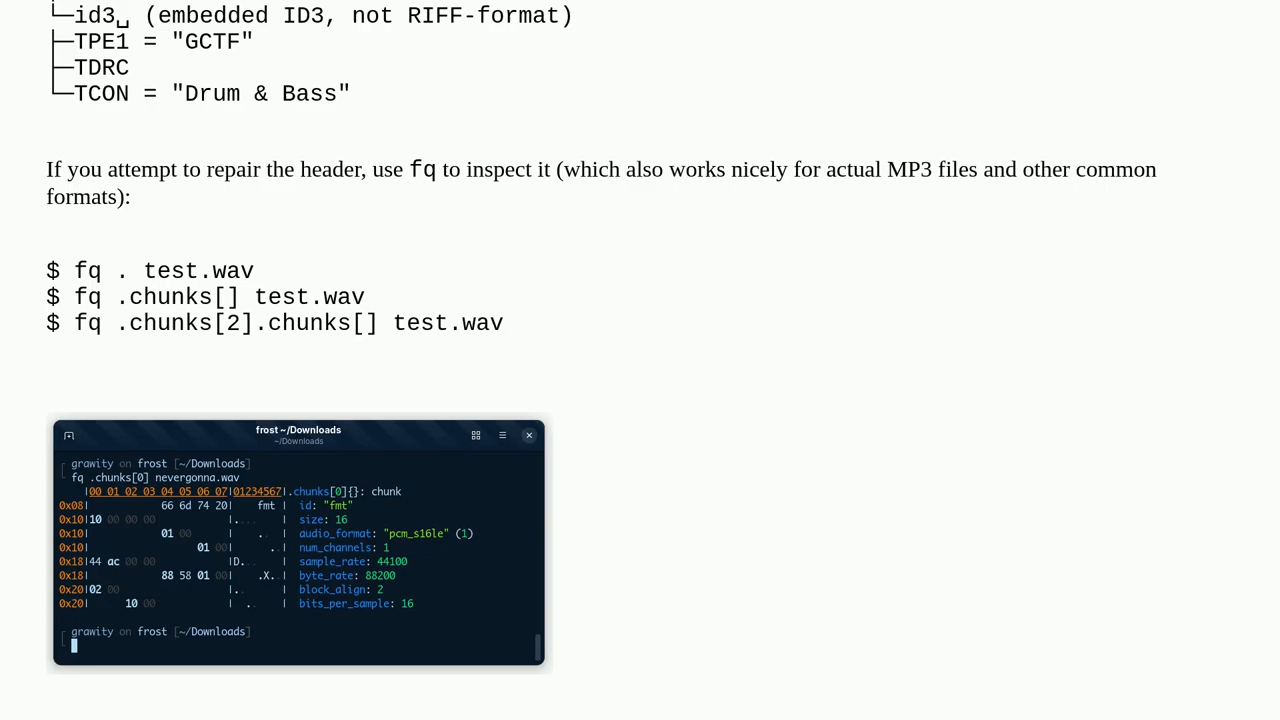 └─id3␣ (embedded ID3, not RIFF-format)
├─TPE1 = "GCTF"
├─TDRC
└─TCON = "Drum & Bass"
If you attempt to repair the header, use fq to inspect it (which also works nicely for actual MP3 files and other common
formats):
$ fq . test.wav
$ fq .chunks[] test.wav
$ fq .chunks[2].chunks[] test.wav
frost ~/Downloads
~/Downloads
grawity on frost [~/Downloads]
fq .chunks[0] nevergonna.wav
|00 01 02 03 04 05 06 07|01234567|.chunks[0]{}: chunk
0x08| 66 6d 74 20| fmt | id: "fmt"
0x10|10 00 00 00 |.... | size: 16
0x10| 01 00 | .. | audio_format: "pcm_s16le" (1)
0x10| 01 00| ..| num_channels: 1
0x18|44 ac 00 00 |D... | sample_rate: 44100
0x18| 88 58 01 00| .X..| byte_rate: 88200
0x20|02 00 |.. | block_align: 2
0x20| 10 00 | .. | bits_per_sample: 16
grawity on frost [~/Downloads]